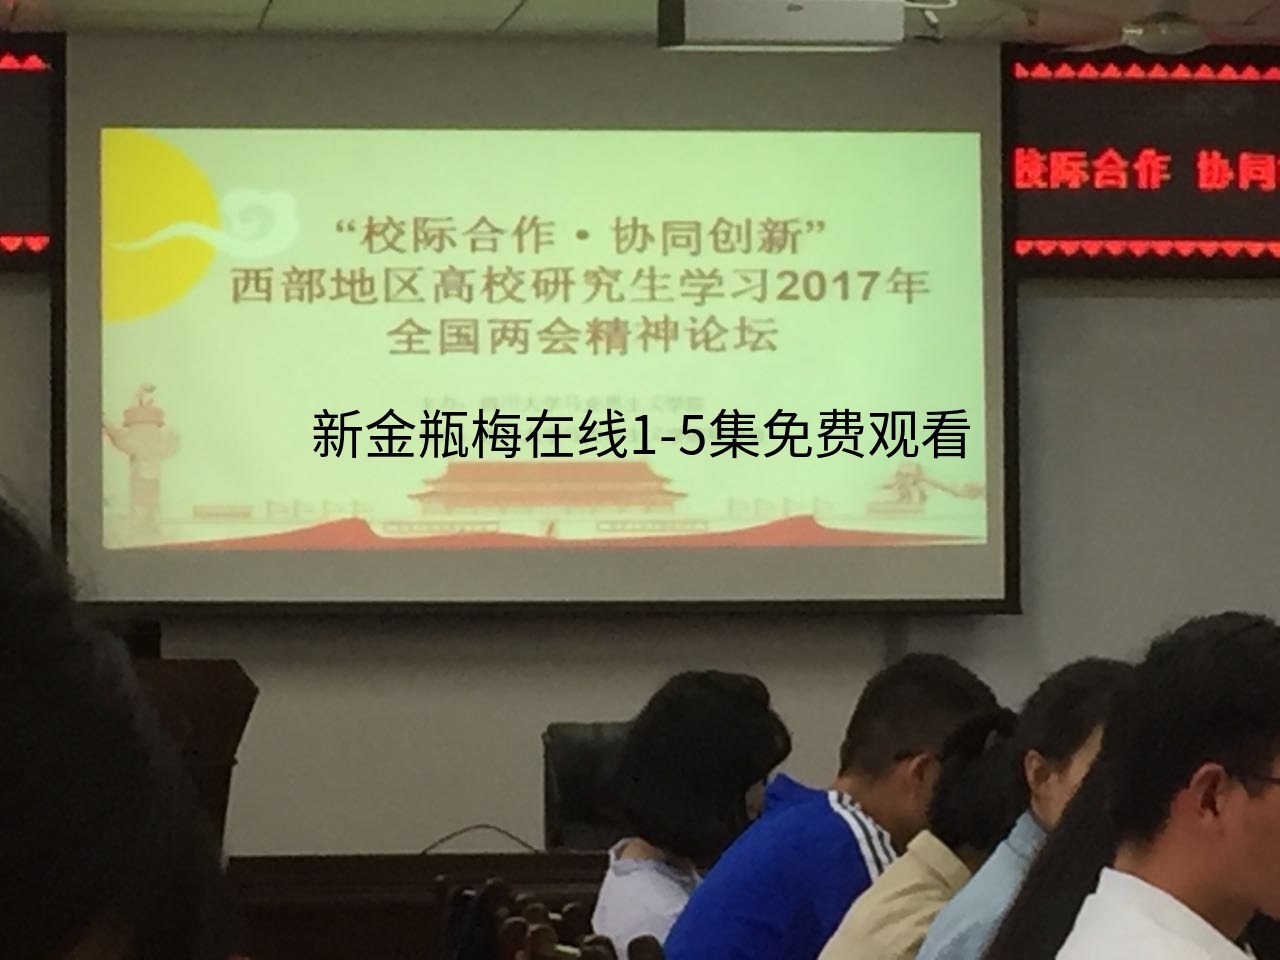 “校际合作·协同创新”
西部地区高校研究生学习2017年
全国两会精神论坛
新金瓶梅在线1-5集免费观看
校际合作 协同